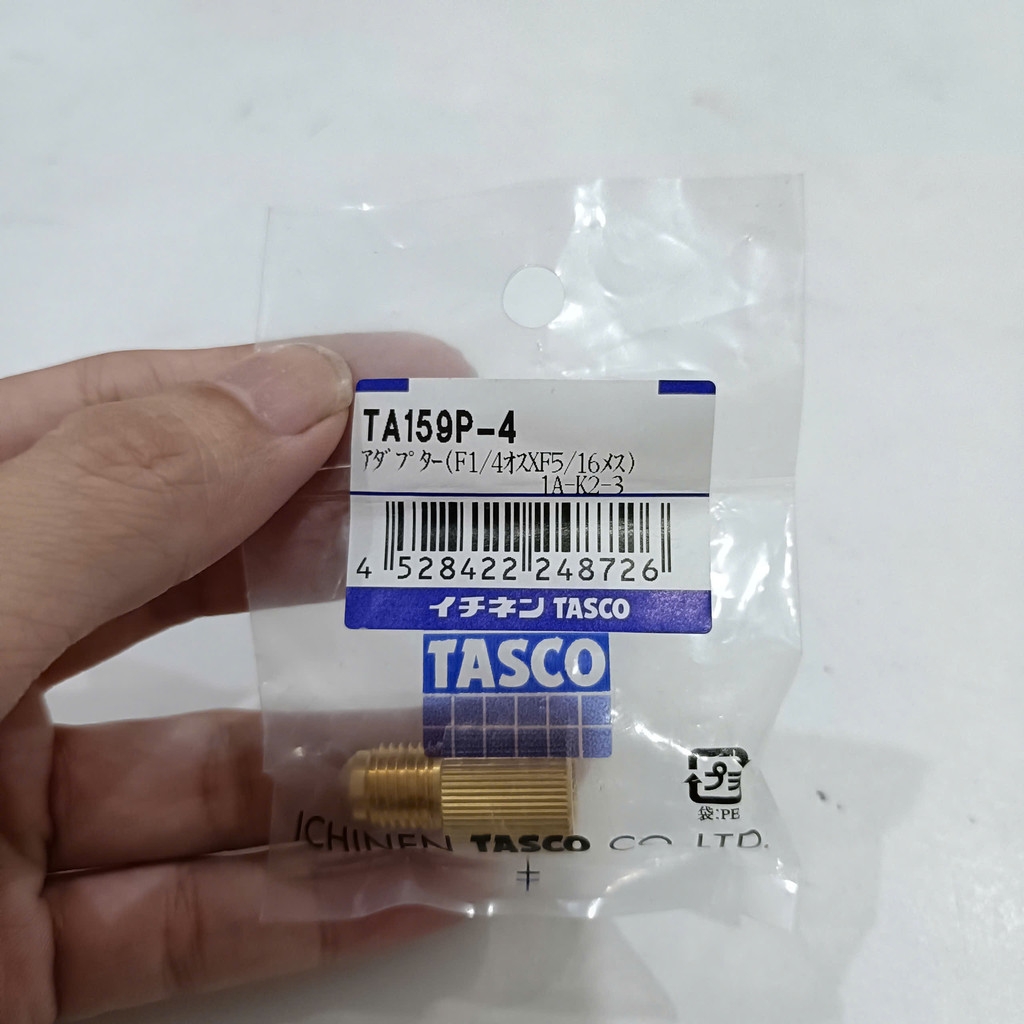 TA159P-4
ｱﾀﾞﾌﾟﾀｰ(F1/4ｵｽXF5/16ﾒｽ)
1A-K2-3
4 528422 248726
イチネン TASCO
TASCO
プラ
袋:PE
ICHINEN TASCO CO., LTD.